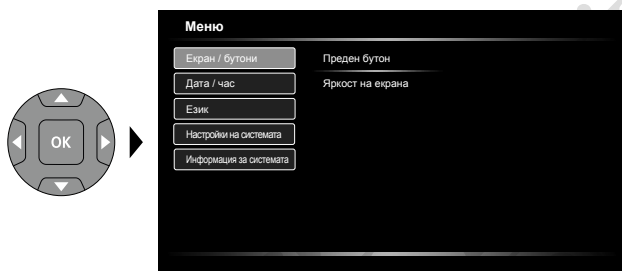 Меню
Екран / бутони
Преден бутон
Дата / час
Яркост на екрана
Език
Настройки на системата
Информация за системата
OK